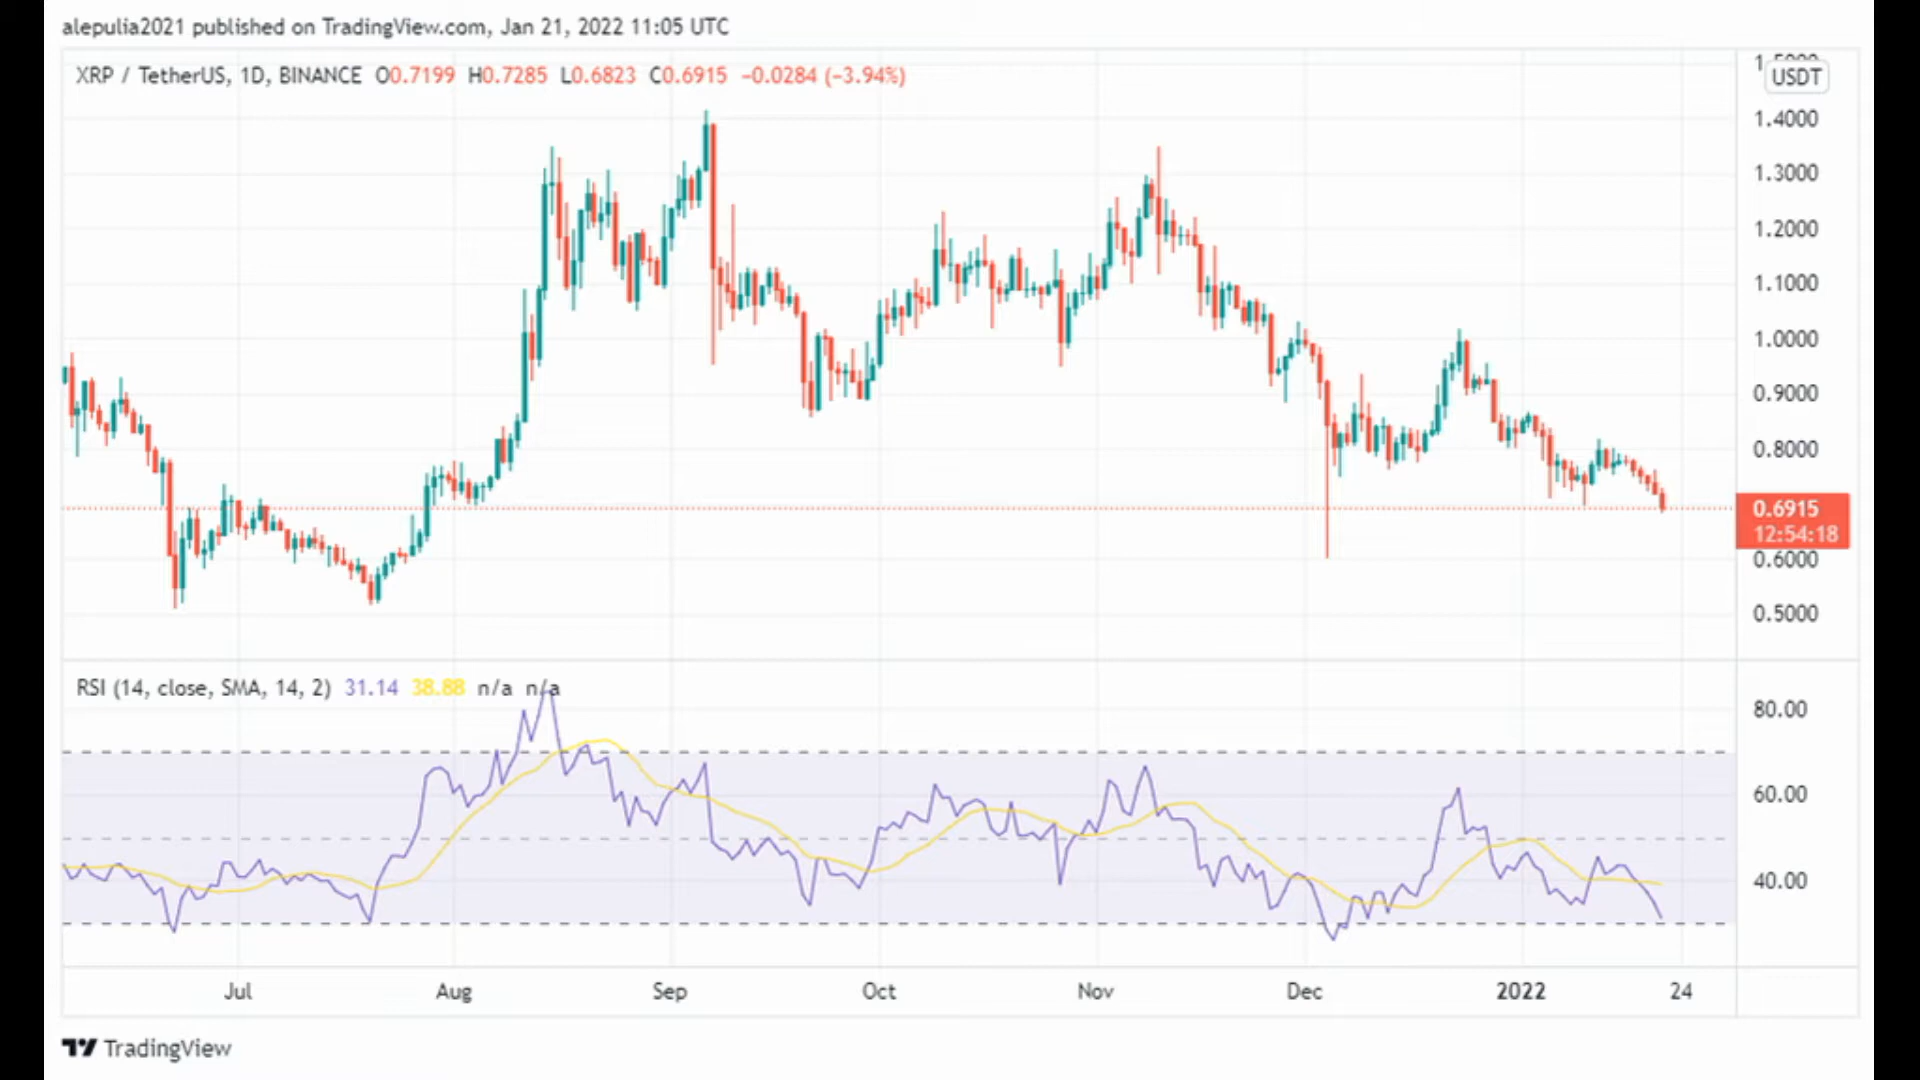 alepulia2021 published on TradingView.com, Jan 21, 2022 11:05 UTC
XRP / TetherUS, 1D, BINANCE O0.7199 H0.7285 L0.6823 C0.6915 −0.0284 (−3.94%)
USDT
1.4000
1.3000
1.2000
1.1000
1.0000
0.9000
0.8000
0.6915
12:54:18
0.6000
0.5000
RSI (14, close, SMA, 14, 2) 31.14 38.88 n/a n/a
80.00
60.00
40.00
Jul Aug Sep Oct Nov Dec 2022 24
TradingView